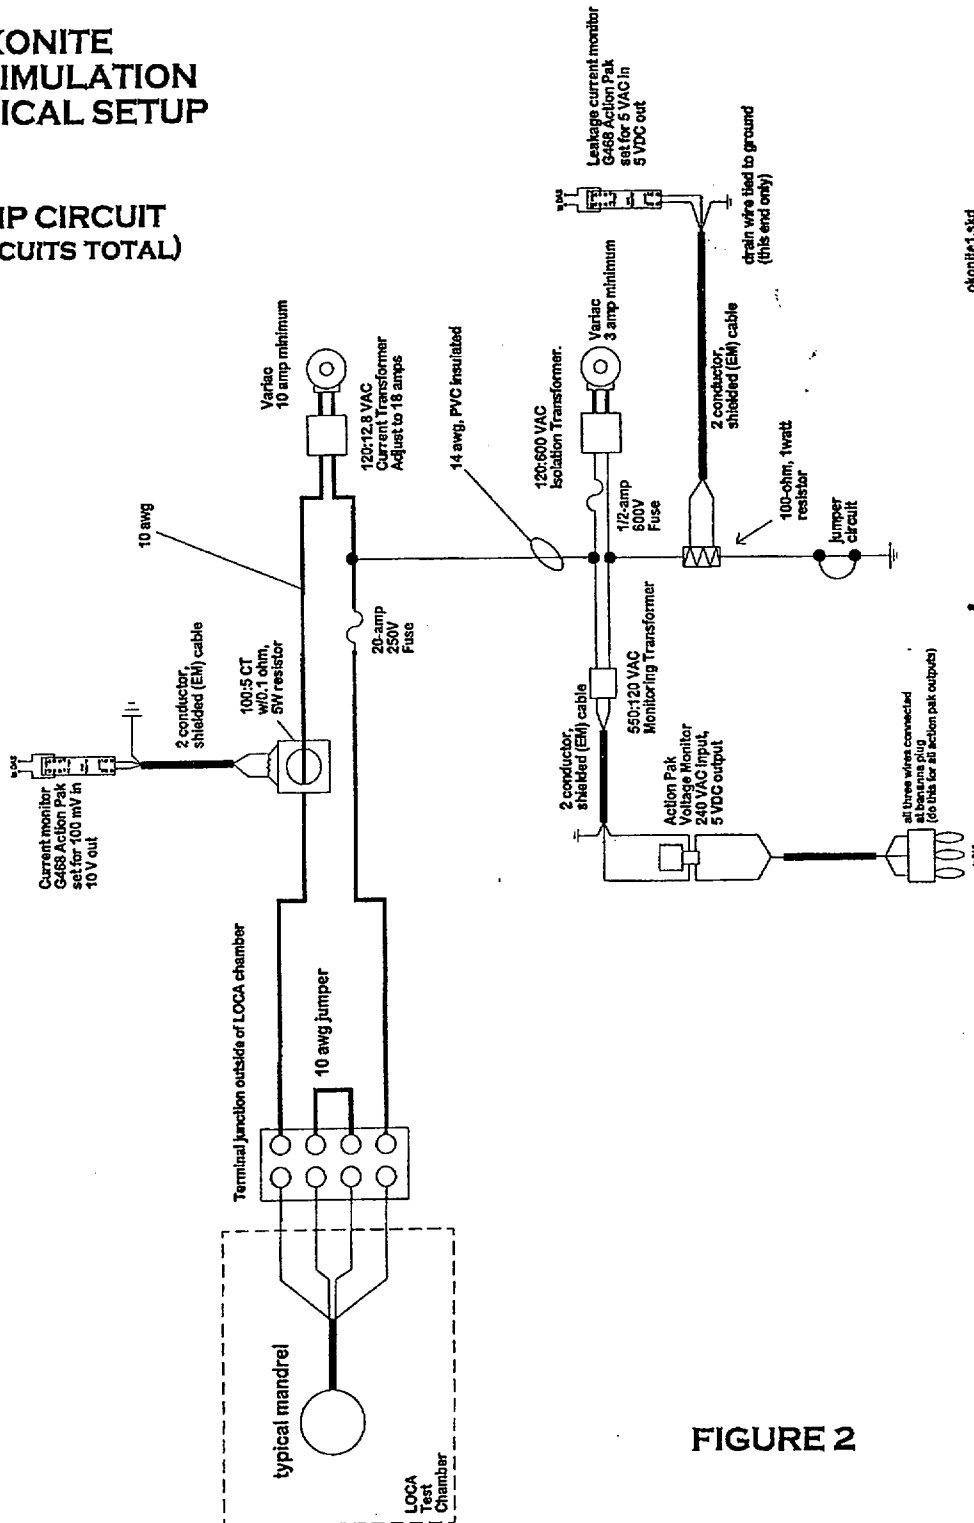 KONITE
IMULATION
ICAL SETUP
IP CIRCUIT
CUITS TOTAL)
Leakage current monitor
G468 Action Pak
set for 5 VAC in
5 VDC out
drain wire tied to ground
(this end only)
Variac
10 amp minimum
120:12.8 VAC
Current Transformer
Adjust to 18 amps
14 awg, PVC insulated
Variac
3 amp minimum
120:600 VAC
Isolation Transformer.
1/2-amp
600V
Fuse
2 conductor,
shielded (EM) cable
100-ohm, 1watt
resistor
jumper
circuit
10 awg
20-amp
250V
Fuse
2 conductor,
shielded (EM) cable
100:5 CT
w/0.1 ohm,
5W resistor
Current monitor
G468 Action Pak
set for 100 mV in
10 V out
550:120 VAC
Monitoring Transformer
2 conductor,
shielded (EM) cable
Action Pak
Voltage Monitor
240 VAC input,
5 VDC output
all three wires connected
at bananna plug
(do this for all action pak outputs)
Terminal junction outside of LOCA chamber
10 awg jumper
typical mandrel
LOCA
Test
Chamber
okonite1.skd
FIGURE 2